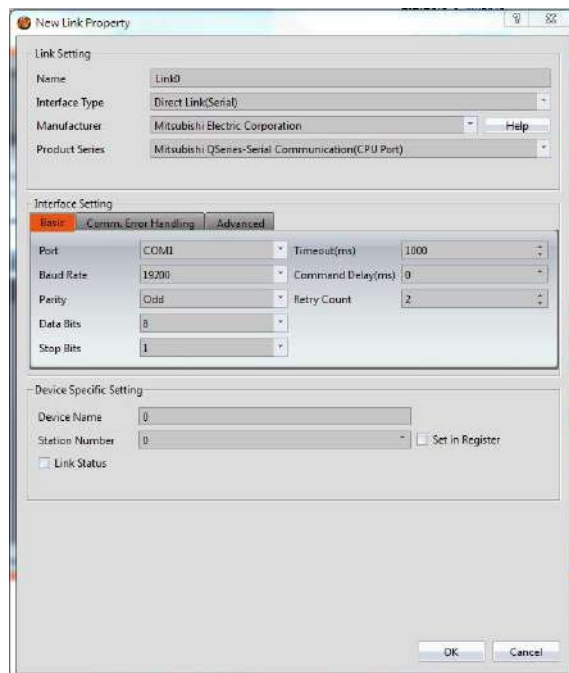 New Link Property
Link Setting
Name Link0
Interface Type Direct Link(Serial)
Manufacturer Mitsubishi Electric Corporation Help
Product Series Mitsubishi QSeries-Serial Communication(CPU Port)
Interface Setting
Basic Comm. Error Handling Advanced
Port COM1 Timeout(ms) 1000
Baud Rate 19200 Command Delay(ms) 0
Parity Odd Retry Count 2
Data Bits 8
Stop Bits 1
Device Specific Setting
Device Name 0
Station Number 0 Set in Register
Link Status
OK Cancel